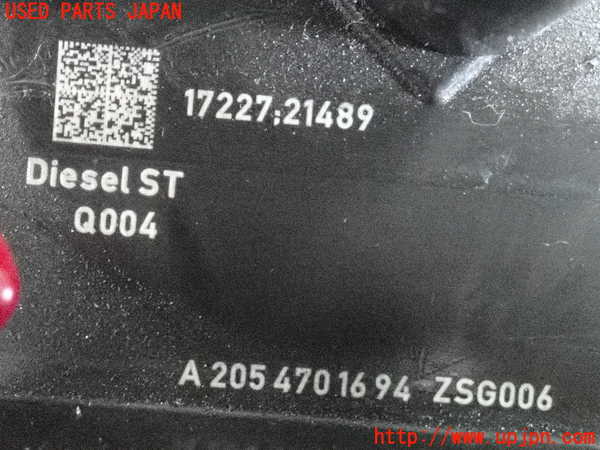 USED PARTS JAPAN
17227;21489
Diesel ST
Q004
A 205 470 16 94 ZSG006
http://www.upjpn.com/